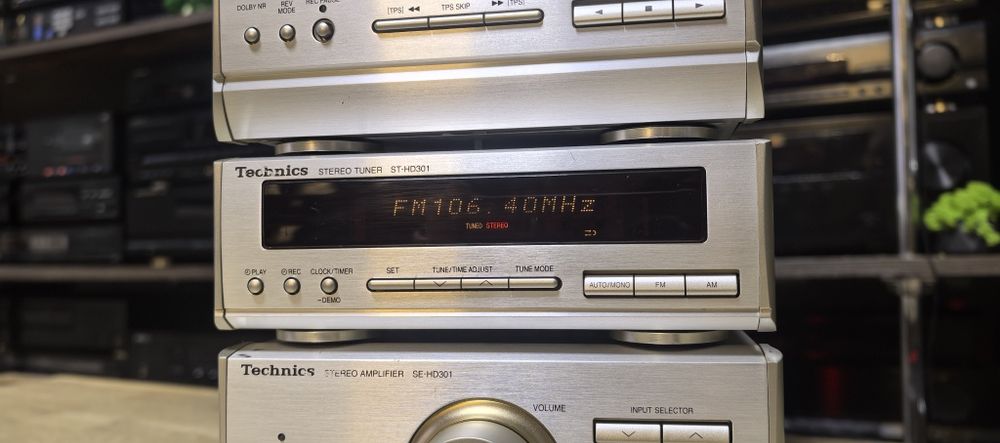 DOLBY NR
REV MODE
REC PAUSE
[TPS] ◀◀ TPS SKIP ▶▶ [TPS]
Technics STEREO TUNER ST-HD301
FM 106.40MHz
TUNED STEREO
PLAY
REC
CLOCK/TIMER
-DEMO
SET
TUNE/TIME ADJUST
TUNE MODE
AUTO/MONO
FM
AM
Technics STEREO AMPLIFIER SE-HD301
VOLUME
INPUT SELECTOR